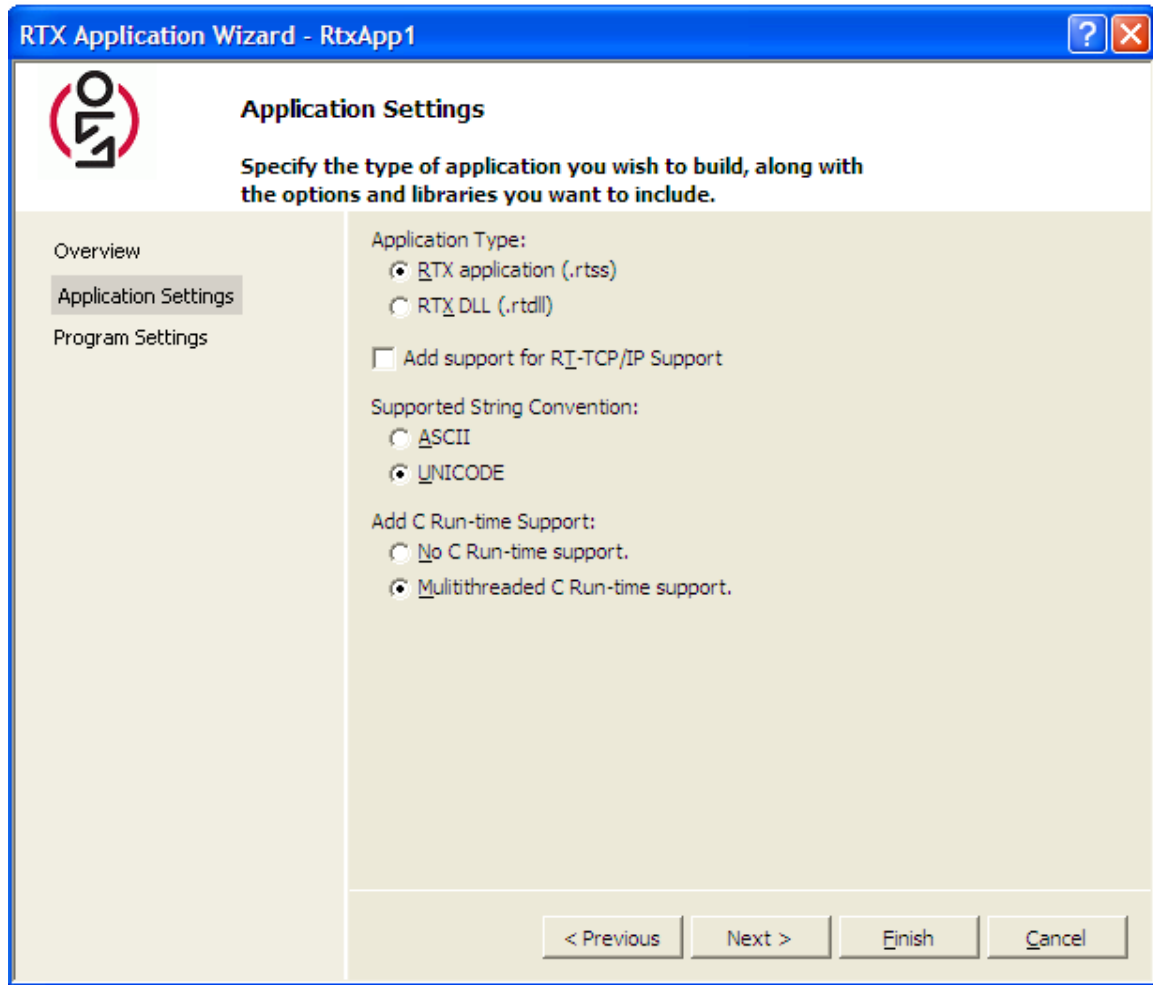 RTX Application Wizard - RtxApp1
Application Settings
Specify the type of application you wish to build, along with
the options and libraries you want to include.
Overview
Application Settings
Program Settings
Application Type:
RTX application (.rtss)
RTX DLL (.rtdll)
Add support for RT-TCP/IP Support
Supported String Convention:
ASCII
UNICODE
Add C Run-time Support:
No C Run-time support.
Mulitithreaded C Run-time support.
< Previous
Next >
Finish
Cancel